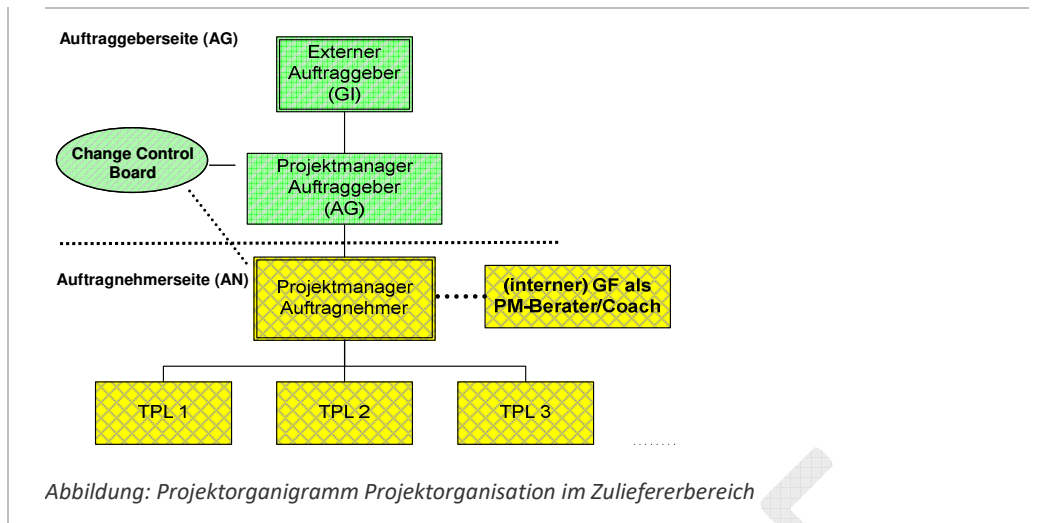 Auftraggeberseite (AG)
Externer
Auftraggeber
(GI)
Change Control
Board
Projektmanager
Auftraggeber
(AG)
Auftragnehmerseite (AN)
Projektmanager
Auftragnehmer
(interner) GF als
PM-Berater/Coach
TPL 1
TPL 2
TPL 3
........
Abbildung: Projektorganigramm Projektorganisation im Zuliefererbereich